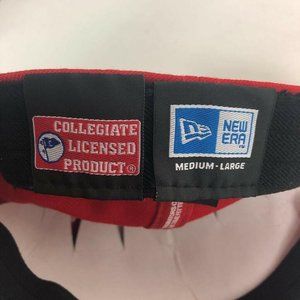 COLLEGIATE
LICENSED
PRODUCT®
NEW
ERA
MEDIUM - LARGE